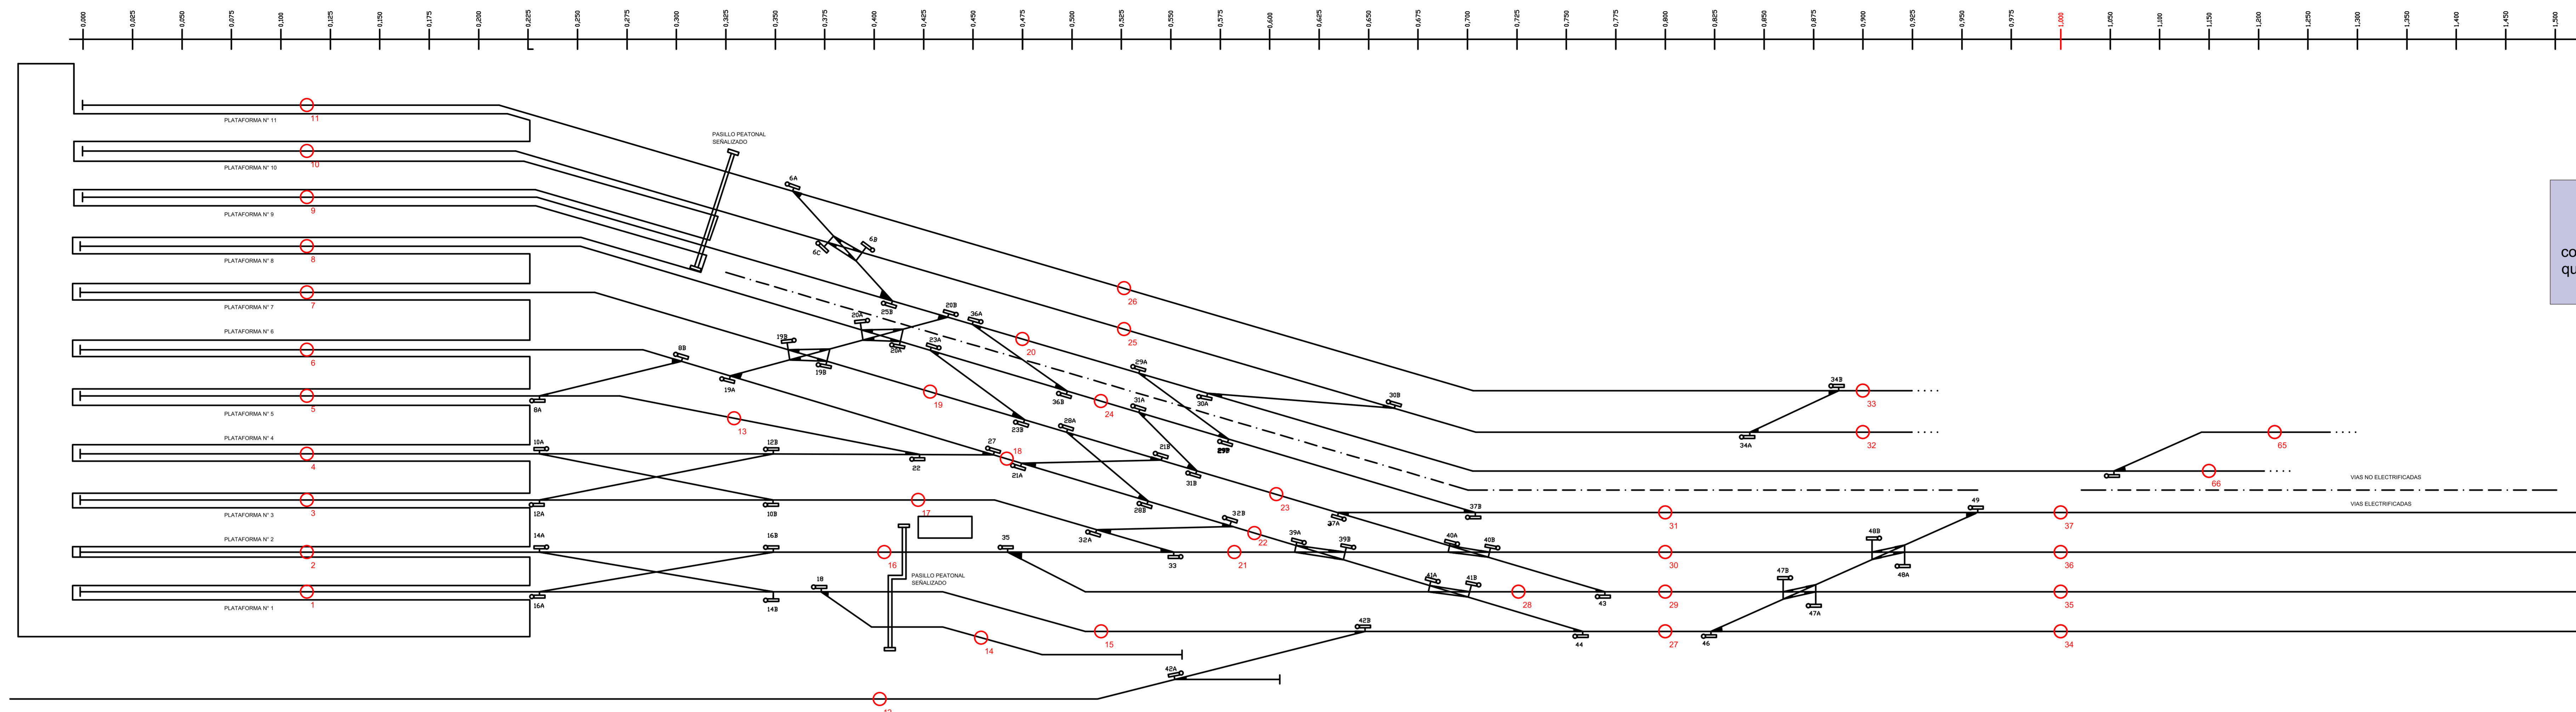 0,000 0,025 0,050 0,075 0,100 0,125 0,150 0,175 0,200 0,225 0,250 0,275 0,300 0,325 0,350 0,375 0,400 0,425 0,450 0,475 0,500 0,525 0,550 0,575 0,600 0,625 0,650 0,675 0,700 0,725 0,750 0,775 0,800 0,825 0,850 0,875 0,900 0,925 0,950 0,975 1,000 1,050 1,100 1,150 1,200 1,250 1,300 1,350 1,400 1,450 1,500
11
PLATAFORMA N° 11
PASILLO PEATONAL
SEÑALIZADO
10
PLATAFORMA N° 10
6A
9
PLATAFORMA N° 9
6B
6C
co
qu
8
PLATAFORMA N° 8
26
7
PLATAFORMA N° 7
25B
20B
36A
20A
25
PLATAFORMA N° 6
19B
23A
20A
20
6
8B
19B
29A
19A
34B
5
8A
19
36B
24
31A
30A
30B
33
PLATAFORMA N° 5
13
23B
28A
PLATAFORMA N° 4
10A
12B
27
18
21B
34A
32
65
4
22
21A
31B
66
VIAS NO ELECTRIFICADAS
3
12A
10B
17
28B
23
37B
49
VIAS ELECTRIFICADAS
PLATAFORMA N° 3
32B
37A
31
37
PLATAFORMA N° 2
14A
16B
35
32A
22
39A
39B
40A
40B
48B
2
16
33
21
30
48A
36
PASILLO PEATONAL
SEÑALIZADO
18
41A
41B
47B
1
16A
14B
28
43
29
47A
35
PLATAFORMA N° 1
42B
14
15
44
27
46
34
42A